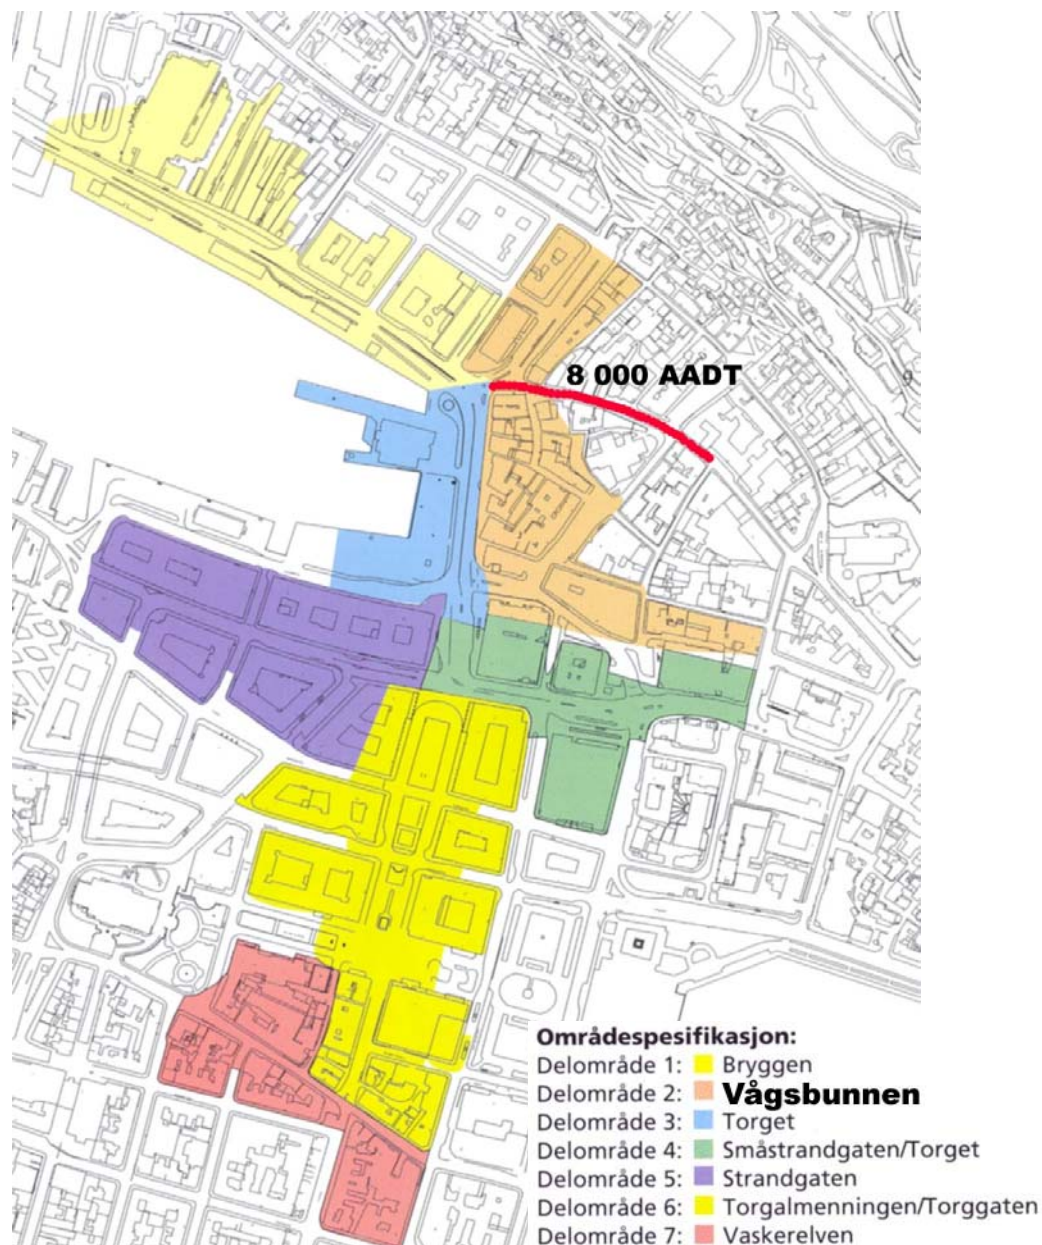 8 000 AADT
9
Områdespesifikasjon:
Delområde 1: Bryggen
Delområde 2: Vågsbunnen
Delområde 3: Torget
Delområde 4: Småstrandgaten/Torget
Delområde 5: Strandgaten
Delområde 6: Torgalmenningen/Torggaten
Delområde 7: Vaskerelven